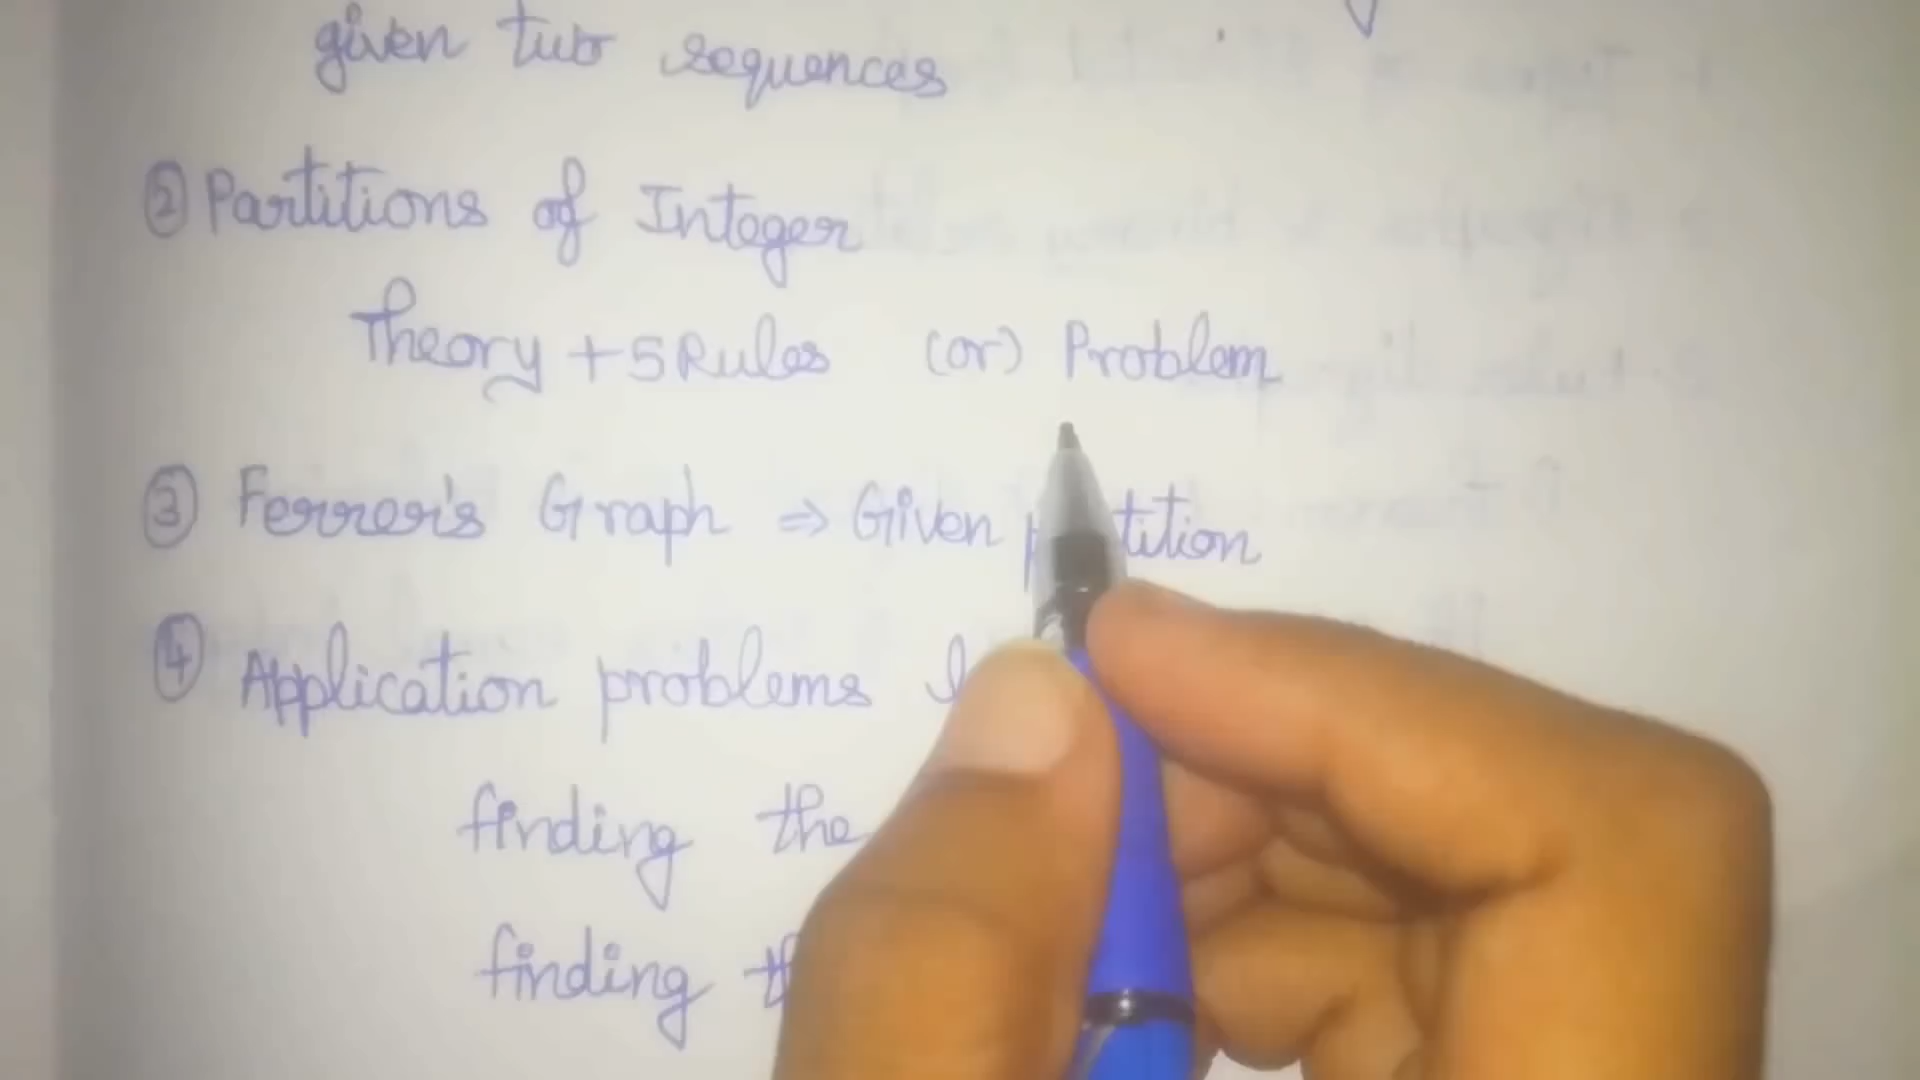 given two sequences
② Partitions of Integer
Theory + 5 Rules (or) Problem
③ Ferrer's Graph ⇒ Given
④ Application problems
finding the
finding